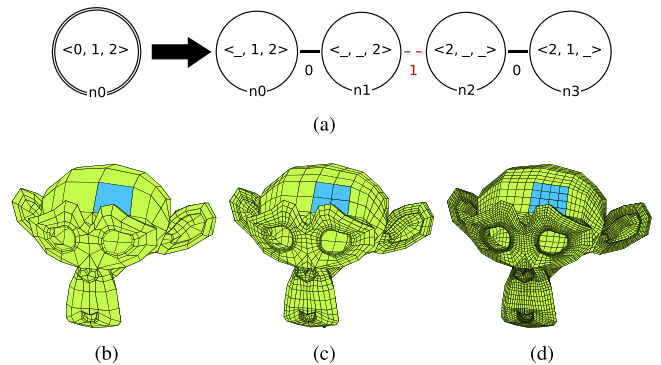 <0, 1, 2> <_, 1, 2> <_, _, 2> <2, _, _> <2, 1, _>
0 1 0
n0 n0 n1 n2 n3
(a)
(b) (c) (d)